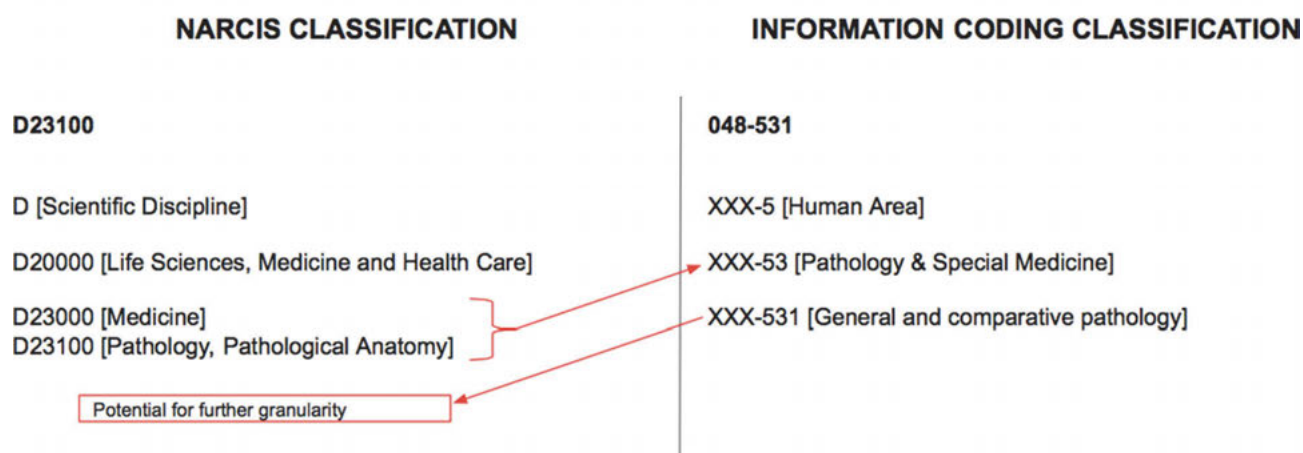 NARCIS CLASSIFICATION
INFORMATION CODING CLASSIFICATION
D23100
D [Scientific Discipline]
D20000 [Life Sciences, Medicine and Health Care]
D23000 [Medicine]
D23100 [Pathology, Pathological Anatomy]
Potential for further granularity
048-531
XXX-5 [Human Area]
XXX-53 [Pathology & Special Medicine]
XXX-531 [General and comparative pathology]